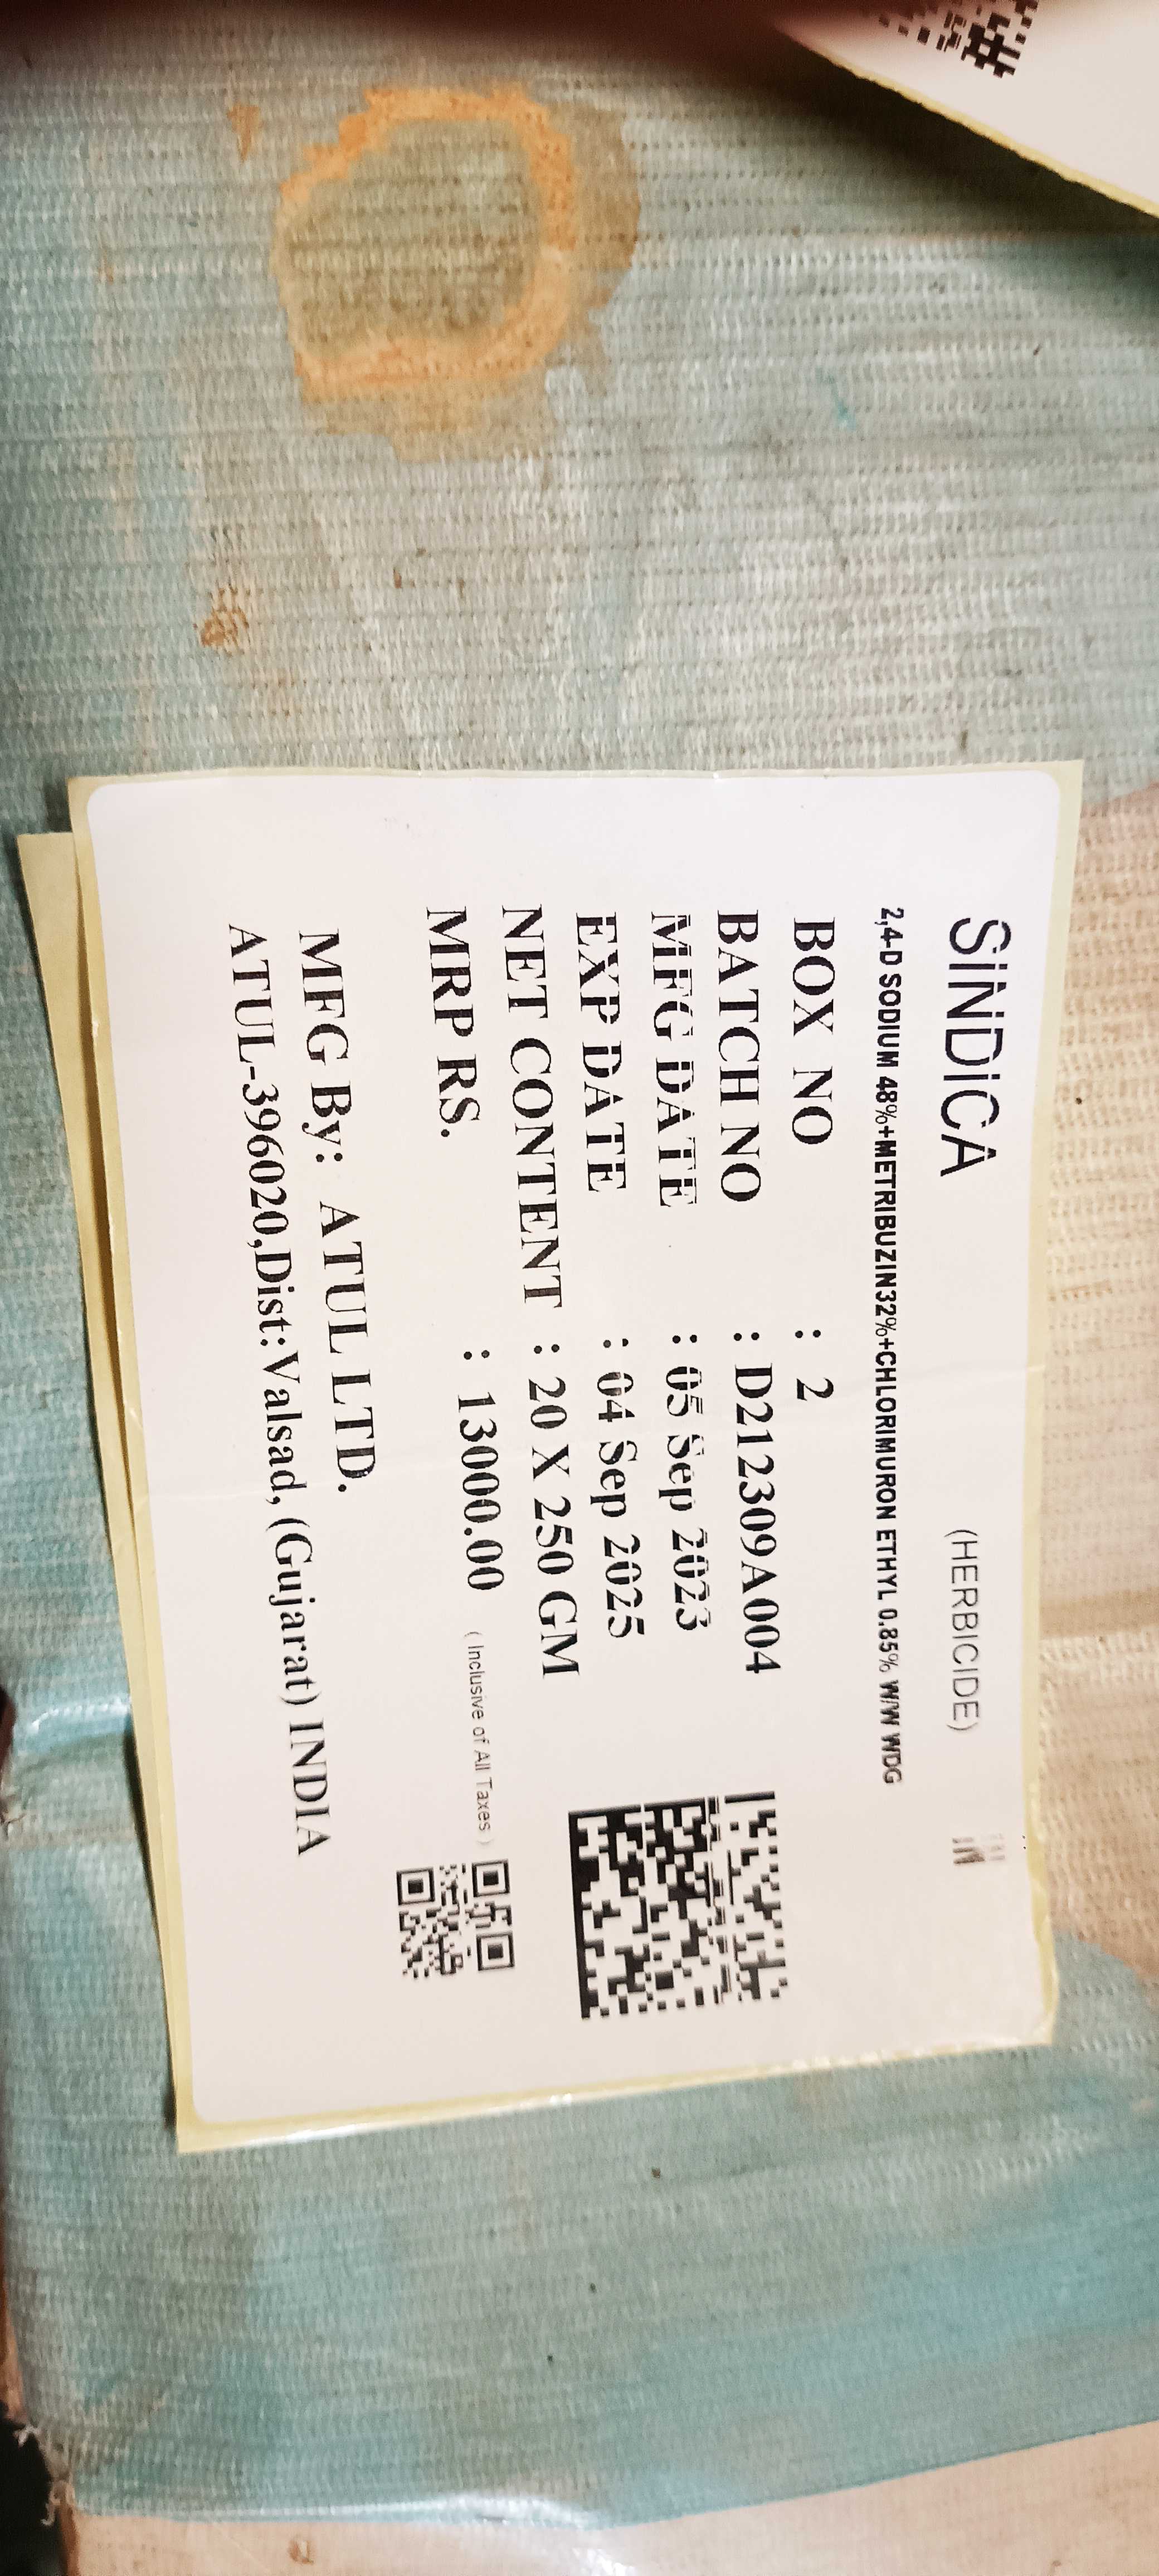 SiNDiCA (HERBICIDE)
2,4-D SODIUM 48%+METRIBUZIN32%+CHLORIMURON ETHYL 0.85% W/W WDG
BOX NO : 2
BATCH NO : D212309A004
MFG DATE : 05 Sep 2023
EXP DATE : 04 Sep 2025
NET CONTENT : 20 X 250 GM
MRP RS. : 13000.00 ( Inclusive of All Taxes )
MFG By: ATUL LTD.
ATUL-396020,Dist:Valsad, (Gujarat) INDIA